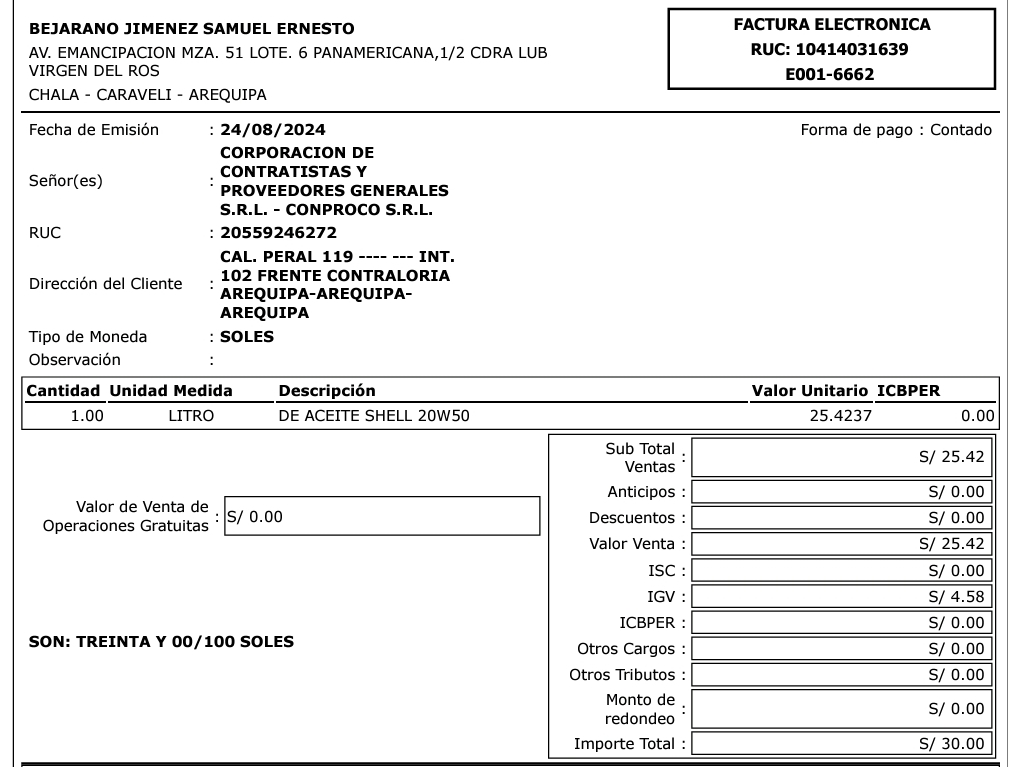 BEJARANO JIMENEZ SAMUEL ERNESTO
AV. EMANCIPACION MZA. 51 LOTE. 6 PANAMERICANA,1/2 CDRA LUB
VIRGEN DEL ROS
CHALA - CARAVELI - AREQUIPA
FACTURA ELECTRONICA
RUC: 10414031639
E001-6662
Fecha de Emisión : 24/08/2024
Forma de pago : Contado
Señor(es) : CORPORACION DE
CONTRATISTAS Y
PROVEEDORES GENERALES
S.R.L. - CONPROCO S.R.L.
RUC : 20559246272
Dirección del Cliente : CAL. PERAL 119 ---- --- INT.
102 FRENTE CONTRALORIA
AREQUIPA-AREQUIPA-
AREQUIPA
Tipo de Moneda : SOLES
Observación :
Cantidad Unidad Medida Descripción Valor Unitario ICBPER
1.00 LITRO DE ACEITE SHELL 20W50 25.4237 0.00
Valor de Venta de
Operaciones Gratuitas : S/ 0.00
SON: TREINTA Y 00/100 SOLES
Sub Total
Ventas : S/ 25.42
Anticipos : S/ 0.00
Descuentos : S/ 0.00
Valor Venta : S/ 25.42
ISC : S/ 0.00
IGV : S/ 4.58
ICBPER : S/ 0.00
Otros Cargos : S/ 0.00
Otros Tributos : S/ 0.00
Monto de
redondeo : S/ 0.00
Importe Total : S/ 30.00